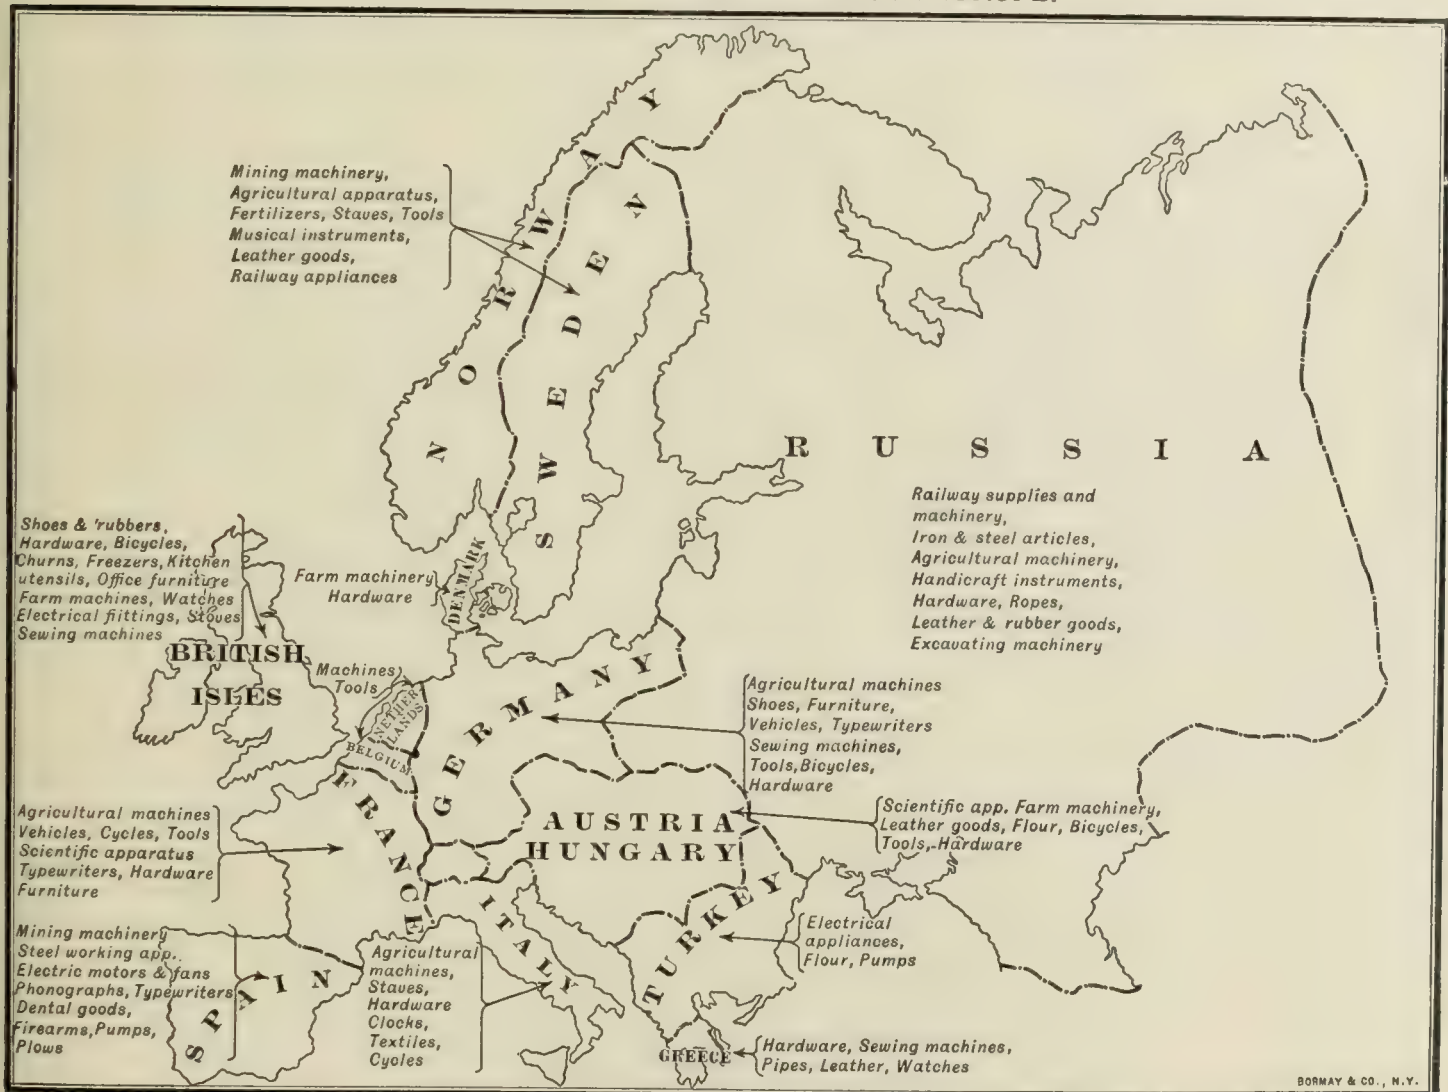 NORWAY
Mining machinery,
Agricultural apparatus,
Fertilizers, Staves, Tools
Musical instruments,
Leather goods,
Railway appliances
SWEDEN
RUSSIA
Railway supplies and
machinery,
Iron & steel articles,
Agricultural machinery,
Handicraft instruments,
Hardware, Ropes,
Leather & rubber goods,
Excavating machinery
Shoes & rubbers,
Hardware, Bicycles,
Churns, Freezers, Kitchen
utensils, Office furniture
Farm machines, Watches
Electrical fiittings, Stoves
Sewing machines
BRITISH
ISLES
Farm machinery
Hardware
DENMARK
Machines
Tools
NETHER
LANDS
BELGIUM
GERMANY
Agricultural machines
Shoes, Furniture,
Vehicles, Typewriters
Sewing machines,
Tools, Bicycles,
Hardware
Agricultural machines
Vehicles, Cycles, Tools
Scientific apparatus
Typewriters, Hardware
Furniture
FRANCE
AUSTRIA
HUNGARY
Scientific app. Farm machinery,
Leather goods, Flour, Bicycles,
Tools, Hardware
Mining machinery
Steel working app.
Electric motors & fans
Phonographs, Typewriters
Dental goods,
Firearms, Pumps,
Plows
SPAIN
Agricultural
machines,
Staves,
Hardware
Clocks,
Textiles,
Cycles
ITALY
TURKEY
Electrical
appliances,
Flour, Pumps
GREECE
Hardware, Sewing machines,
Pipes, Leather, Watches
BORMAY & CO., N.Y.